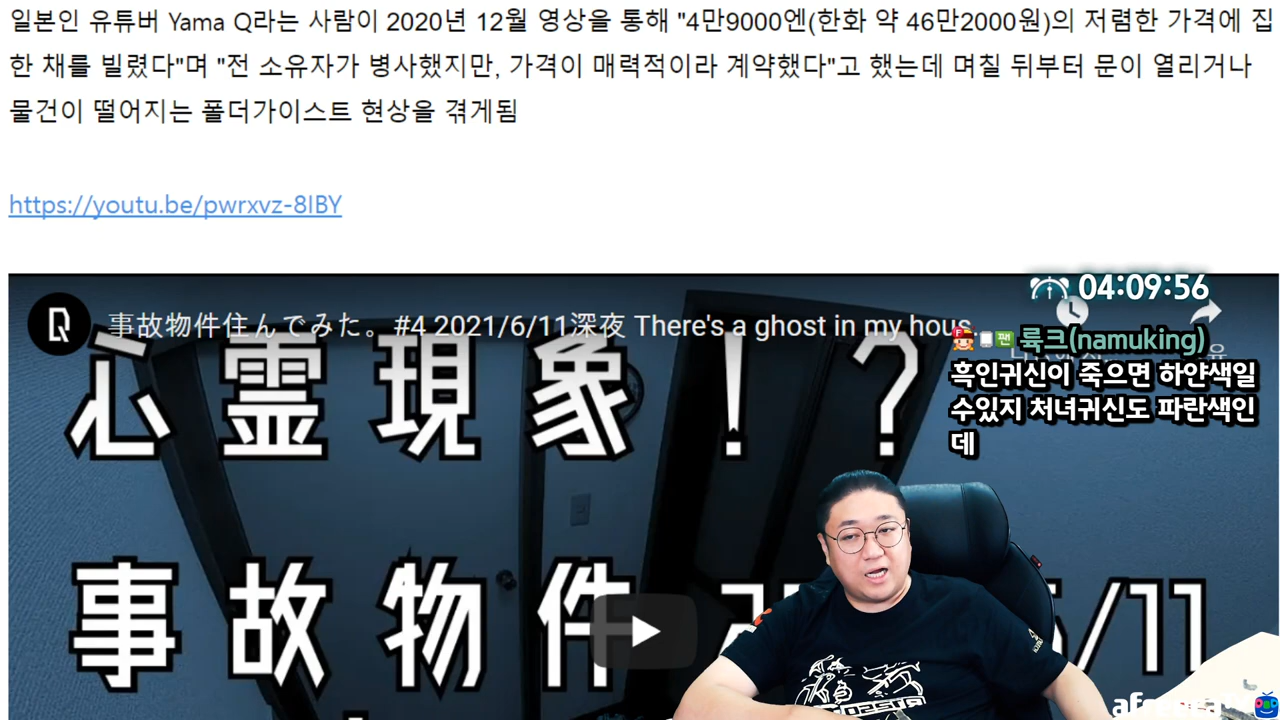 일본인 유튜버 Yama Q라는 사람이 2020년 12월 영상을 통해 "4만9000엔(한화 약 46만2000원)의 저렴한 가격에 집
한 채를 빌렸다"며 "전 소유자가 병사했지만, 가격이 매력적이라 계약했다"고 했는데 며칠 뒤부터 문이 열리거나
물건이 떨어지는 폴더가이스트 현상을 겪게됨
https://youtu.be/pwrxvz-8IBY
04:09:56
事故物件住んでみた。#4 2021/6/11深夜 There's a ghost in my hous...
륙크(namuking)
흑인귀신이 죽으면 하얀색일
수있지 처녀귀신도 파란색인
데
心霊現象！？
事故物件
/11